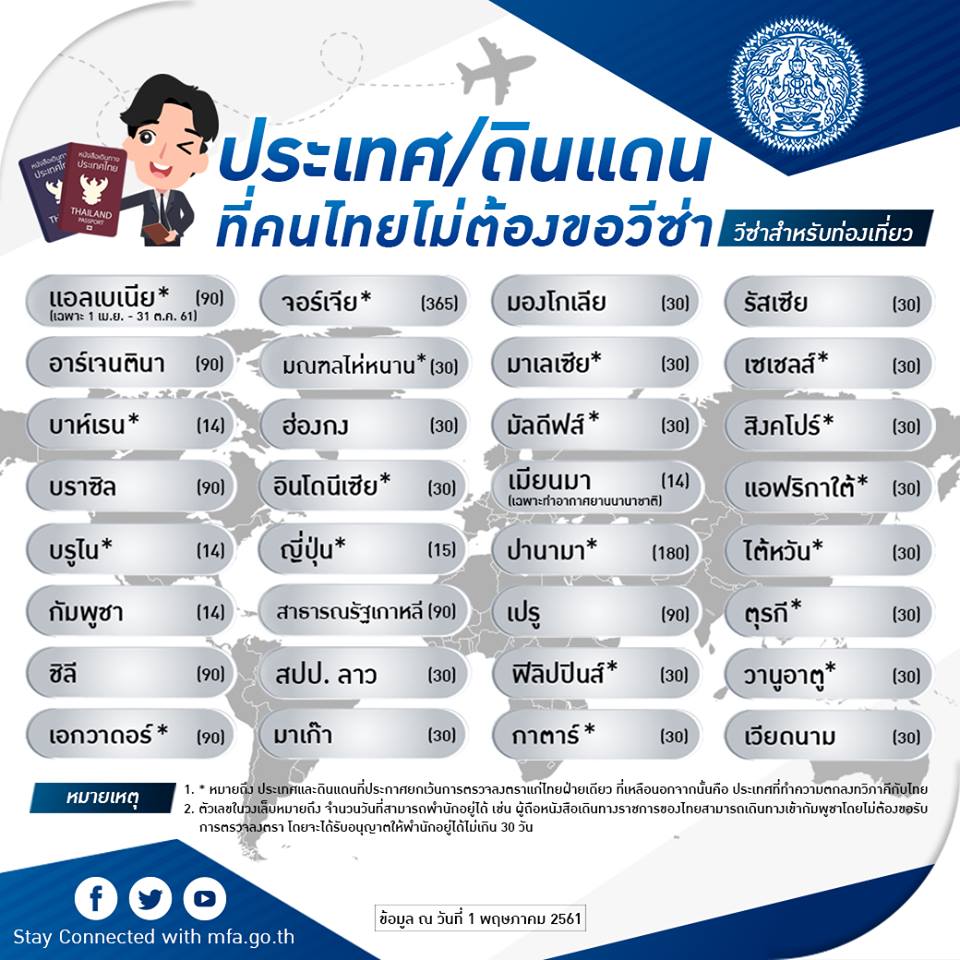 หนังสือเดินทาง
ประเทศไทย
THAILAND
PASSPORT
ประเทศ/ดินแดน
ที่คนไทยไม่ต้องขอวีซ่า
วีซ่าสำหรับท่องเที่ยว
แอลเบเนีย* (90)
(เฉพาะ 1 เม.ย. - 31 ต.ค. 61)
จอร์เจีย* (365)
มองโกเลีย (30)
รัสเซีย (30)
อาร์เจนตินา (90)
มณฑลไห่หนาน* (30)
มาเลเซีย* (30)
เซเชลส์* (30)
บาห์เรน* (14)
ฮ่องกง (30)
มัลดีฟส์* (30)
สิงคโปร์* (30)
บราซิล (90)
อินโดนีเซีย* (30)
เมียนมา (14)
(เฉพาะท่าอากาศยานนานาชาติ)
แอฟริกาใต้* (30)
บรูไน* (14)
ญี่ปุ่น* (15)
ปานามา* (180)
ไต้หวัน* (30)
กัมพูชา (14)
สาธารณรัฐเกาหลี (90)
เปรู (90)
ตุรกี* (30)
ชิลี (90)
สปป. ลาว (30)
ฟิลิปปินส์* (30)
วานูอาตู* (30)
เอกวาดอร์* (90)
มาเก๊า (30)
กาตาร์* (30)
เวียดนาม (30)
หมายเหตุ
1. * หมายถึง ประเทศและดินแดนที่ประกาศยกเว้นการตรวจลงตราแก่ไทยฝ่ายเดียว ที่เหลือนอกจากนั้นคือ ประเทศที่ทำความตกลงทวิภาคีกับไทย
2. ตัวเลขในวงเล็บหมายถึง จำนวนวันที่สามารถพำนักอยู่ได้ เช่น ผู้ถือหนังสือเดินทางราชการของไทยสามารถเดินทางเข้ากัมพูชาโดยไม่ต้องขอรับ
การตรวจลงตรา โดยจะได้รับอนุญาตให้พำนักอยู่ได้ไม่เกิน 30 วัน
ข้อมูล ณ วันที่ 1 พฤษภาคม 2561
Stay Connected with mfa.go.th